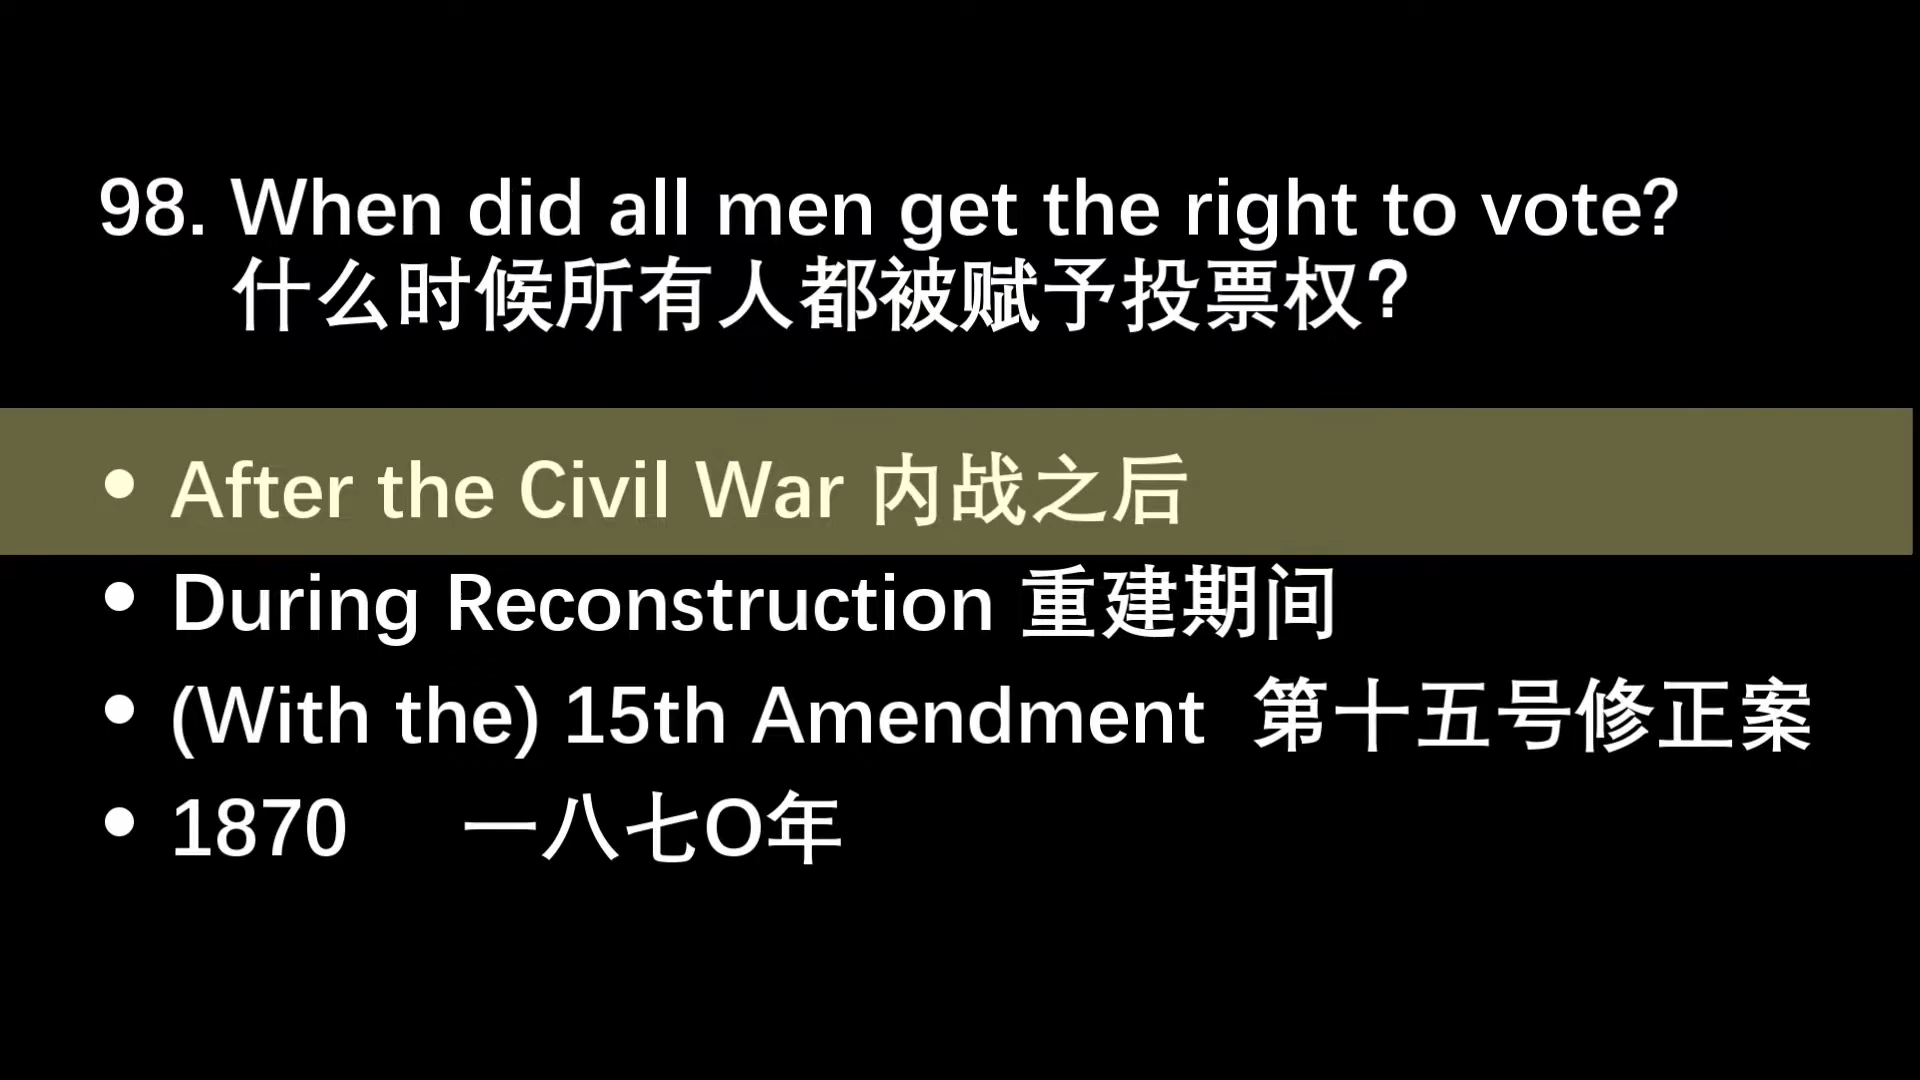 98. When did all men get the right to vote?
什么时候所有人都被赋予投票权?
• After the Civil War 内战之后
• During Reconstruction 重建期间
• (With the) 15th Amendment 第十五号修正案
• 1870 一八七O年